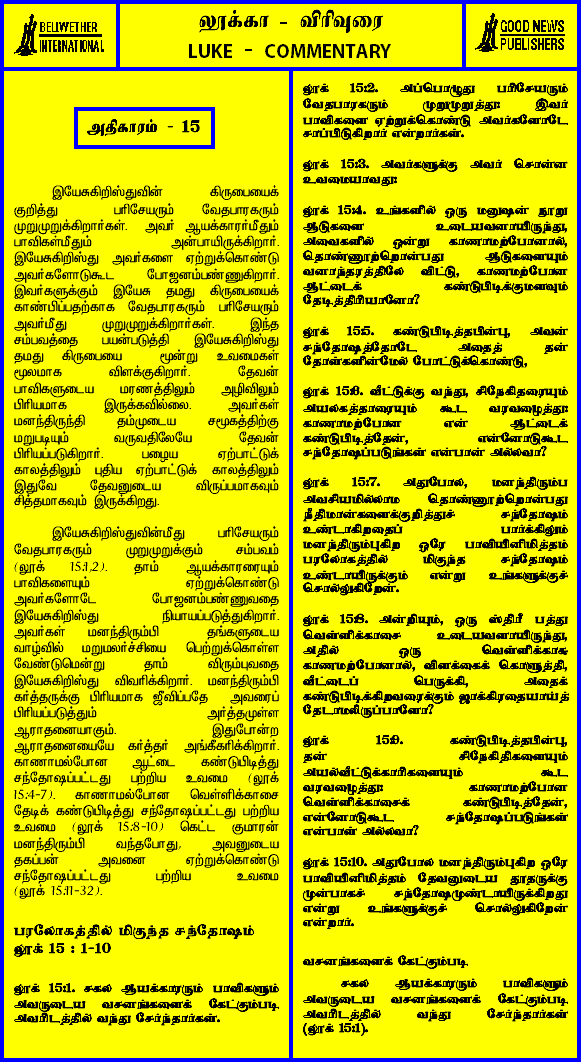 BELLWETHER
INTERNATIONAL
லூக்கா - விரிவுரை
LUKE - COMMENTARY
GOOD NEWS
PUBLISHERS
அதிகாரம் - 15
இயேசுகிறிஸ்துவின் கிருபையைக்
குறித்து பரிசேயரும் வேதபாரகரும்
முறுமுறுக்கிறார்கள். அவர் ஆயக்காரர்மீதும்
பாவிகள்மீதும் அன்பாயிருக்கிறார்.
இயேசுகிறிஸ்து அவர்களை ஏற்றுக்கொண்டு
அவர்களோடுகூட போஜனம்பண்ணுகிறார்.
இவர்களுக்கும் இயேசு தமது கிருபையைக்
காண்பிப்பதற்காக வேதபாரகரும் பரிசேயரும்
அவர்மீது முறுமுறுக்கிறார்கள். இந்த
சம்பவத்தை பயன்படுத்தி இயேசுகிறிஸ்து
தமது கிருபையை மூன்று உவமைகள்
மூலமாக விளக்குகிறார். தேவன்
பாவிகளுடைய மரணத்திலும் அழிவிலும்
பிரியமாக இருக்கவில்லை. அவர்கள்
மனந்திருந்தி தம்முடைய சமூகத்திற்கு
மறுபடியும் வருவதிலேயே தேவன்
பிரியப்படுகிறார். பழைய ஏற்பாட்டுக்
காலத்திலும் புதிய ஏற்பாட்டுக் காலத்திலும்
இதுவே தேவனுடைய விருப்பமாகவும்
சித்தமாகவும் இருக்கிறது.
இயேசுகிறிஸ்துவின்மீது பரிசேயரும்
வேதபாரகரும் முறுமுறுக்கும் சம்பவம்
(லூக் 15:1,2). தாம் ஆயக்காரரையும்
பாவிகளையும் ஏற்றுக்கொண்டு
அவர்களோடே போஜனம்பண்ணுவதை
இயேசுகிறிஸ்து நியாயப்படுத்துகிறார்.
அவர்கள் மனந்திரும்பி தங்களுடைய
வாழ்வில் மறுமலர்ச்சியை பெற்றுக்கொள்ள
வேண்டுமென்று தாம் விரும்புவதை
இயேசுகிறிஸ்து விவரிக்கிறார். மனந்திரும்பி
கர்த்தருக்கு பிரியமாக ஜீவிப்பதே அவரைப்
பிரியப்படுத்தும் அர்த்தமுள்ள
ஆராதனையாகும். இதுபோன்ற
ஆராதனையையே கர்த்தர் அங்கீகரிக்கிறார்.
காணாமல்போன ஆட்டை கண்டுபிடித்து
சந்தோஷப்பட்டது பற்றிய உவமை (லூக்
15:4-7). காணாமல்போன வெள்ளிக்காசை
தேடிக் கண்டுபிடித்து சந்தோஷப்பட்டது பற்றிய
உவமை (லூக் 15:8-10) கெட்ட குமாரன்
மனந்திரும்பி வந்தபோது, அவனுடைய
தகப்பன் அவனை ஏற்றுக்கொண்டு
சந்தோஷப்பட்டது பற்றிய உவமை
(லூக் 15:11-32).
பரலோகத்தில் மிகுந்த சந்தோஷம்
லூக் 15 : 1-10
லூக் 15:1. சகல ஆயக்காரரும் பாவிகளும்
அவருடைய வசனங்களைக் கேட்கும்படி
அவரிடத்தில் வந்து சேர்ந்தார்கள்.
லூக் 15:2. அப்பொழுது பரிசேயரும்
வேதபாரகரும் முறுமுறுத்து: இவர்
பாவிகளை ஏற்றுக்கொண்டு அவர்களோடே
சாப்பிடுகிறார் என்றார்கள்.
லூக் 15:3. அவர்களுக்கு அவர் சொன்ன
உவமையாவது:
லூக் 15:4. உங்களில் ஒரு மனுஷன் நூறு
ஆடுகளை உடையவனாயிருந்து,
அவைகளில் ஒன்று காணாமற்போனால்,
தொண்ணூற்றொன்பது ஆடுகளையும்
வனாந்தரத்திலே விட்டு, காணாமற்போன
ஆட்டைக் கண்டுபிடிக்குமளவும்
தேடித்திரியானோ?
லூக் 15:5. கண்டுபிடித்தபின்பு, அவன்
சந்தோஷத்தோடே அதைத் தன்
தோள்களின்மேல் போட்டுக்கொண்டு,
லூக் 15:6. வீட்டுக்கு வந்து, சிநேகிதரையும்
அயலகத்தாரையும் கூட வரவழைத்து:
காணாமற்போன என் ஆட்டைக்
கண்டுபிடித்தேன், என்னோடுகூட
சந்தோஷப்படுங்கள் என்பான் அல்லவா?
லூக் 15:7. அதுபோல, மனந்திரும்ப
அவசியமில்லாத தொண்ணூற்றொன்பது
நீதிமான்களைக்குறித்துச் சந்தோஷம்
உண்டாகிறதைப் பார்க்கிலும்
மனந்திரும்புகிற ஒரே பாவியினிமித்தம்
பரலோகத்தில் மிகுந்த சந்தோஷம்
உண்டாயிருக்கும் என்று உங்களுக்குச்
சொல்லுகிறேன்.
லூக் 15:8. அன்றியும், ஒரு ஸ்திரீ பத்து
வெள்ளிக்காசை உடையவளாயிருந்து,
அதில் ஒரு வெள்ளிக்காசு
காணாமற்போனால், விளக்கைக் கொளுத்தி,
வீட்டைப் பெருக்கி, அதைக்
கண்டுபிடிக்கிறவரைக்கும் ஜாக்கிரதையாய்த்
தேடாமலிருப்பாளோ?
லூக் 15:9. கண்டுபிடித்தபின்பு,
தன் சிநேகிதிகளையும்
அயல்வீட்டுக்காரிகளையும் கூட
வரவழைத்து: காணாமற்போன
வெள்ளிக்காசைக் கண்டுபிடித்தேன்,
என்னோடுகூட சந்தோஷப்படுங்கள்
என்பாள் அல்லவா?
லூக் 15:10. அதுபோல மனந்திரும்புகிற ஒரே
பாவியினிமித்தம் தேவனுடைய தூதருக்கு
முன்பாகச் சந்தோஷமுண்டாயிருக்கிறது
என்று உங்களுக்குச் சொல்லுகிறேன்
என்றார்.
வசனங்களைக் கேட்கும்படி
சகல ஆயக்காரரும் பாவிகளும்
அவருடைய வசனங்களைக் கேட்கும்படி
அவரிடத்தில் வந்து சேர்ந்தார்கள்
(லூக் 15:1).